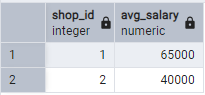 shop_id avg_salary
integer numeric
1 1 65000
2 2 40000